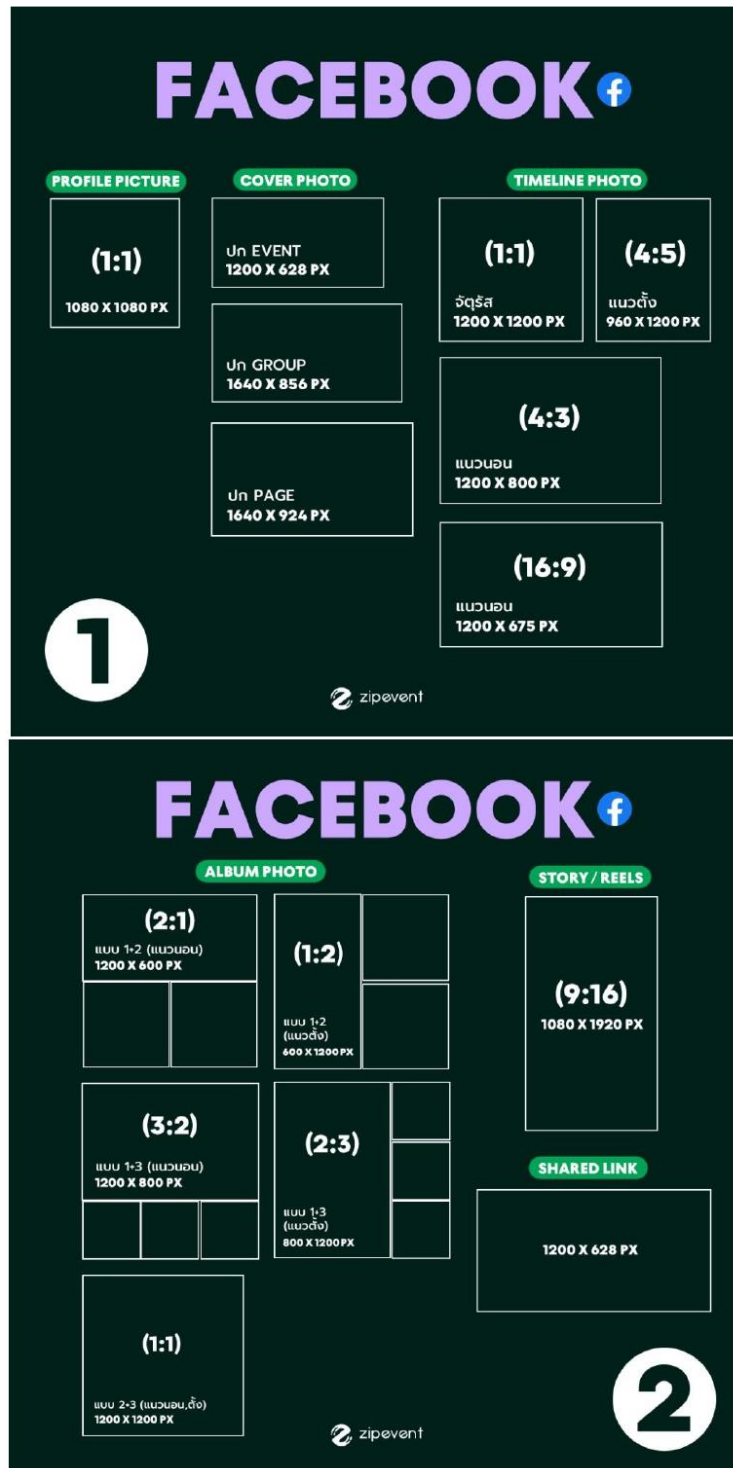 FACEBOOK
PROFILE PICTURE
(1:1)
1080 X 1080 PX
COVER PHOTO
ปก EVENT
1200 X 628 PX
ปก GROUP
1640 X 856 PX
ปก PAGE
1640 X 924 PX
TIMELINE PHOTO
(1:1)
จัตุรัส
1200 X 1200 PX
(4:5)
แนวตั้ง
960 X 1200 PX
(4:3)
แนวนอน
1200 X 800 PX
(16:9)
แนวนอน
1200 X 675 PX
1
zipevent
FACEBOOK
ALBUM PHOTO
(2:1)
แบบ 1+2 (แนวนอน)
1200 X 600 PX
(1:2)
แบบ 1+2
(แนวตั้ง)
600 X 1200 PX
(3:2)
แบบ 1+3 (แนวนอน)
1200 X 800 PX
(2:3)
แบบ 1+3
(แนวตั้ง)
800 X 1200 PX
(1:1)
แบบ 2+3 (แนวนอน,ตั้ง)
1200 X 1200 PX
STORY / REELS
(9:16)
1080 X 1920 PX
SHARED LINK
1200 X 628 PX
2
zipevent